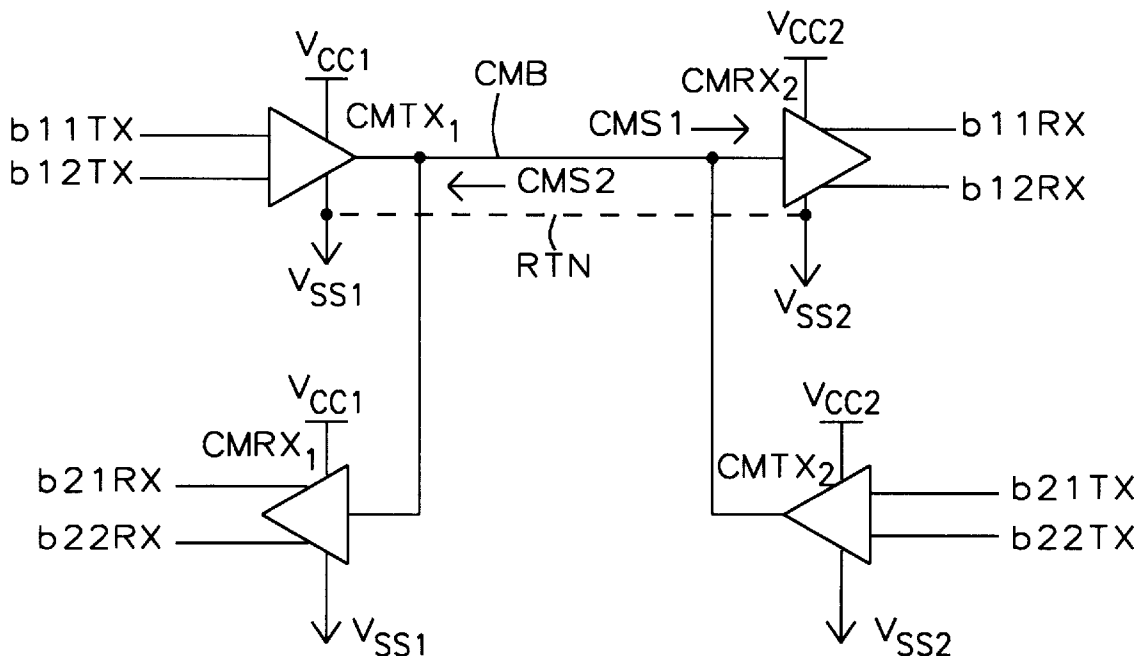 VCC1
VCC2
CMB
CMTX1
CMRX2
CMS1
b11TX
b12TX
b11RX
b12RX
CMS2
RTN
VSS1
VSS2
VCC1
VCC2
CMRX1
CMTX2
b21RX
b22RX
b21TX
b22TX
VSS1
VSS2